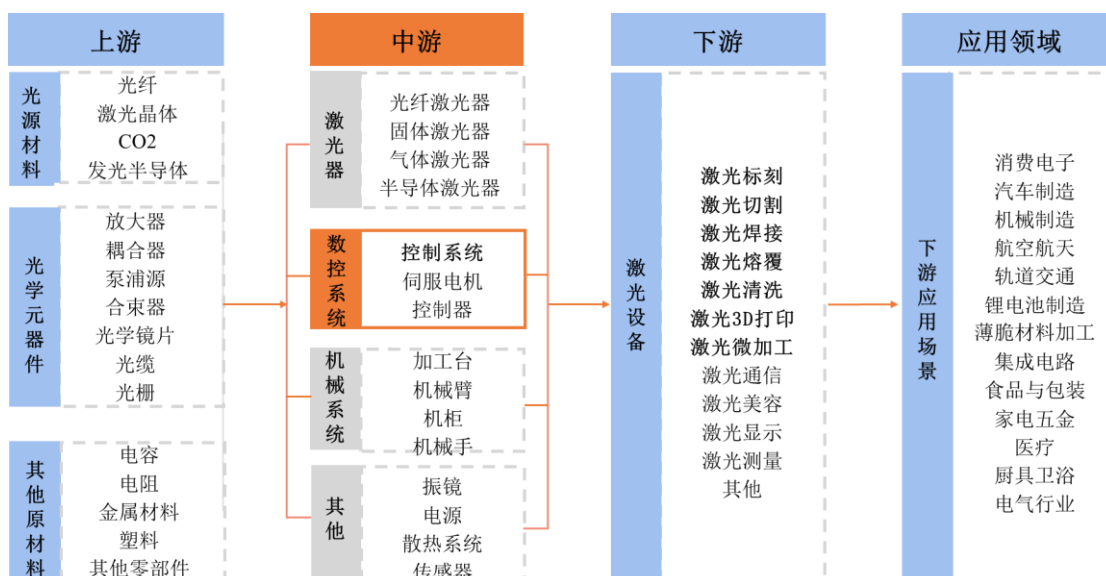 上游
光源材料
光纤
激光晶体
CO2
发光半导体
光学元器件
放大器
耦合器
泵浦源
合束器
光学镜片
光缆
光栅
其他原材料
电容
电阻
金属材料
塑料
其他零部件
中游
激光器
光纤激光器
固体激光器
气体激光器
半导体激光器
数控系统
控制系统
伺服电机
控制器
机械系统
加工台
机械臂
机柜
机械手
其他
振镜
电源
散热系统
传感器
下游
激光设备
激光标刻
激光切割
激光焊接
激光熔覆
激光清洗
激光3D打印
激光微加工
激光通信
激光美容
激光显示
激光测量
其他
应用领域
下游应用场景
消费电子
汽车制造
机械制造
航空航天
轨道交通
锂电池制造
薄脆材料加工
集成电路
食品与包装
家电五金
医疗
厨具卫浴
电气行业